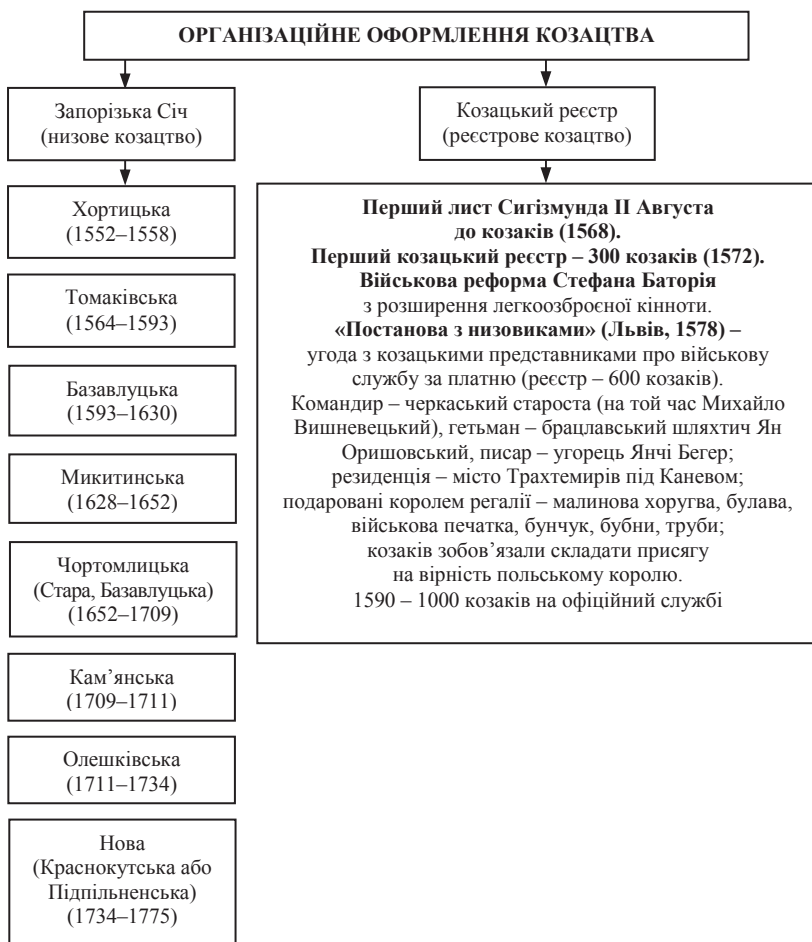 ОРГАНІЗАЦІЙНЕ ОФОРМЛЕННЯ КОЗАЦТВА
Запорізька Січ
(низове козацтво)
Хортицька
(1552–1558)
Томаківська
(1564–1593)
Базавлуцька
(1593–1630)
Микитинська
(1628–1652)
Чортомлицька
(Стара, Базавлуцька)
(1652–1709)
Кам’янська
(1709–1711)
Олешківська
(1711–1734)
Нова
(Краснокутська або
Підпільненська)
(1734–1775)
Козацький реєстр
(реєстрове козацтво)
Перший лист Сигізмунда ІІ Августа
до козаків (1568).
Перший козацький реєстр – 300 козаків (1572).
Військова реформа Стефана Баторія
з розширення легкоозброєної кінноти.
«Постанова з низовиками» (Львів, 1578) –
угода з козацькими представниками про військову
службу за платню (реєстр – 600 козаків).
Командир – черкаський староста (на той час Михайло
Вишневецький), гетьман – брацлавський шляхтич Ян
Оришовський, писар – угорець Янчі Бегер;
резиденція – місто Трахтемирів під Каневом;
подаровані королем регалії – малинова хоругва, булава,
військова печатка, бунчук, бубни, труби;
козаків зобов’язали складати присягу
на вірність польському королю.
1590 – 1000 козаків на офіційний службі